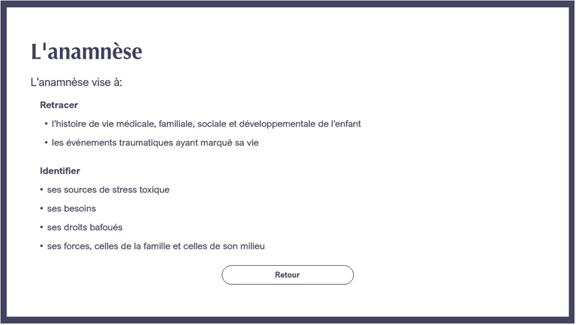 L'anamnèse
L'anamnèse vise à:
Retracer
• l'histoire de vie médicale, familiale, sociale et développementale de l'enfant
• les événements traumatiques ayant marqué sa vie
Identifier
• ses sources de stress toxique
• ses besoins
• ses droits bafoués
• ses forces, celles de la famille et celles de son milieu
Retour